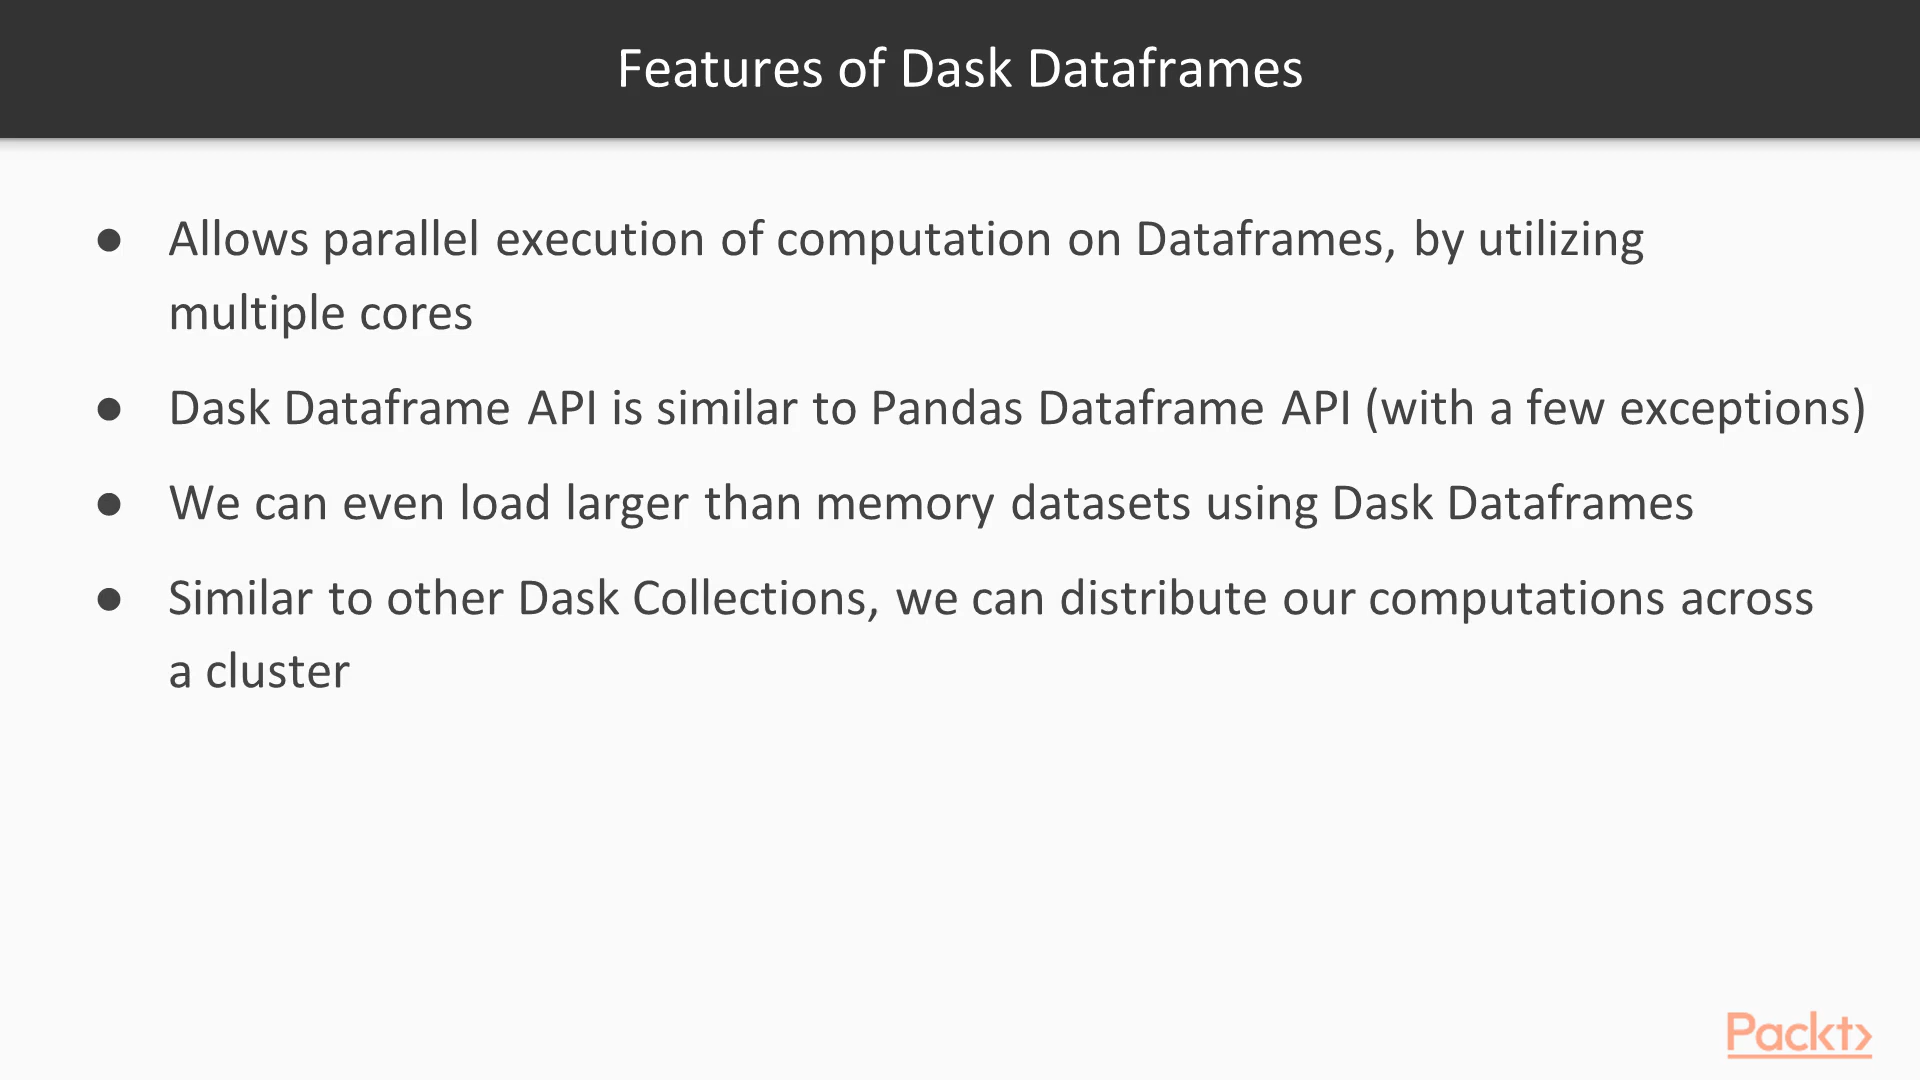 Features of Dask Dataframes
● Allows parallel execution of computation on Dataframes, by utilizing
multiple cores
● Dask Dataframe API is similar to Pandas Dataframe API (with a few exceptions)
● We can even load larger than memory datasets using Dask Dataframes
● Similar to other Dask Collections, we can distribute our computations across
a cluster
Packt>